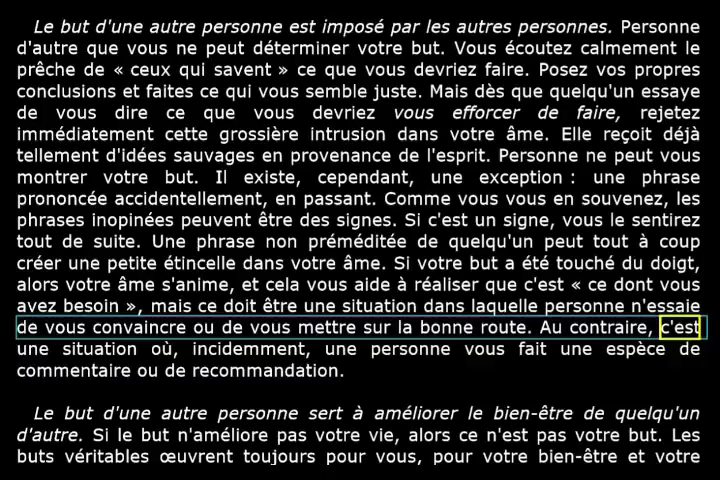 Le but d'une autre personne est imposé par les autres personnes. Personne
d'autre que vous ne peut déterminer votre but. Vous écoutez calmement le
prêche de « ceux qui savent » ce que vous devriez faire. Posez vos propres
conclusions et faites ce qui vous semble juste. Mais dès que quelqu'un essaye
de vous dire ce que vous devriez vous efforcer de faire, rejetez
immédiatement cette grossière intrusion dans votre âme. Elle reçoit déjà
tellement d'idées sauvages en provenance de l'esprit. Personne ne peut vous
montrer votre but. Il existe, cependant, une exception : une phrase
prononcée accidentellement, en passant. Comme vous vous en souvenez, les
phrases inopinées peuvent être des signes. Si c'est un signe, vous le sentirez
tout de suite. Une phrase non préméditée de quelqu'un peut tout à coup
créer une petite étincelle dans votre âme. Si votre but a été touché du doigt,
alors votre âme s'anime, et cela vous aide à réaliser que c'est « ce dont vous
avez besoin », mais ce doit être une situation dans laquelle personne n'essaie
de vous convaincre ou de vous mettre sur la bonne route. Au contraire, c'est
une situation où, incidemment, une personne vous fait une espèce de
commentaire ou de recommandation.
Le but d'une autre personne sert à améliorer le bien-être de quelqu'un
d'autre. Si le but n'améliore pas votre vie, alors ce n'est pas votre but. Les
buts véritables œuvrent toujours pour vous, pour votre bien-être et votre